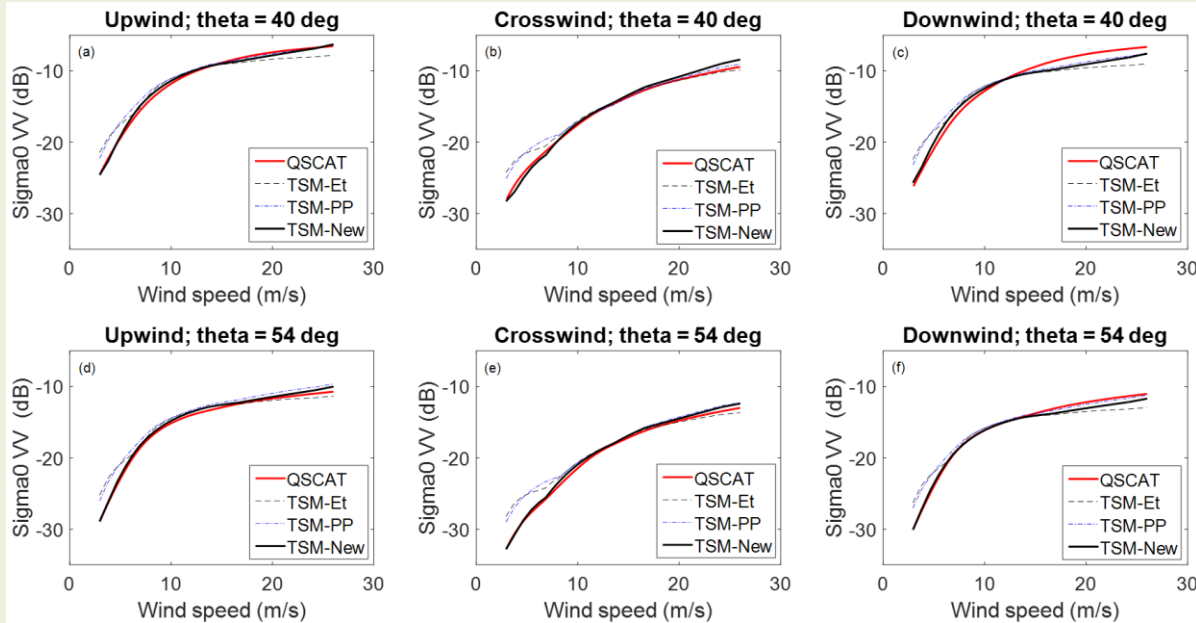 Upwind; theta = 40 deg
(a)
Sigma0 VV (dB)
-10
-20
-30
QSCAT
TSM-Et
TSM-PP
TSM-New
0 10 20 30
Wind speed (m/s)
Crosswind; theta = 40 deg
(b)
Sigma0 VV (dB)
-10
-20
-30
QSCAT
TSM-Et
TSM-PP
TSM-New
0 10 20 30
Wind speed (m/s)
Downwind; theta = 40 deg
(c)
Sigma0 VV (dB)
-10
-20
-30
QSCAT
TSM-Et
TSM-PP
TSM-New
0 10 20 30
Wind speed (m/s)
Upwind; theta = 54 deg
(d)
Sigma0 VV (dB)
-10
-20
-30
QSCAT
TSM-Et
TSM-PP
TSM-New
0 10 20 30
Wind speed (m/s)
Crosswind; theta = 54 deg
(e)
Sigma0 VV (dB)
-10
-20
-30
QSCAT
TSM-Et
TSM-PP
TSM-New
0 10 20 30
Wind speed (m/s)
Downwind; theta = 54 deg
(f)
Sigma0 VV (dB)
-10
-20
-30
QSCAT
TSM-Et
TSM-PP
TSM-New
0 10 20 30
Wind speed (m/s)